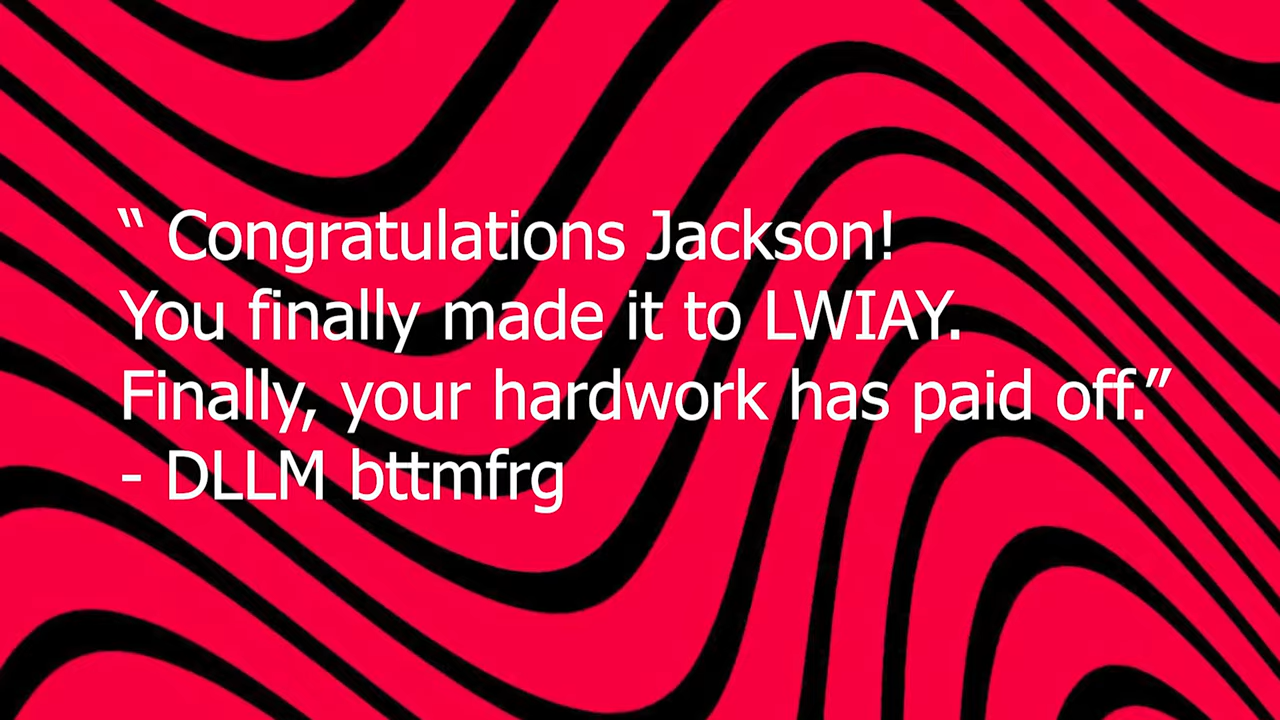 “ Congratulations Jackson!
You finally made it to LWIAY.
Finally, your hardwork has paid off.”
- DLLM bttmfrg